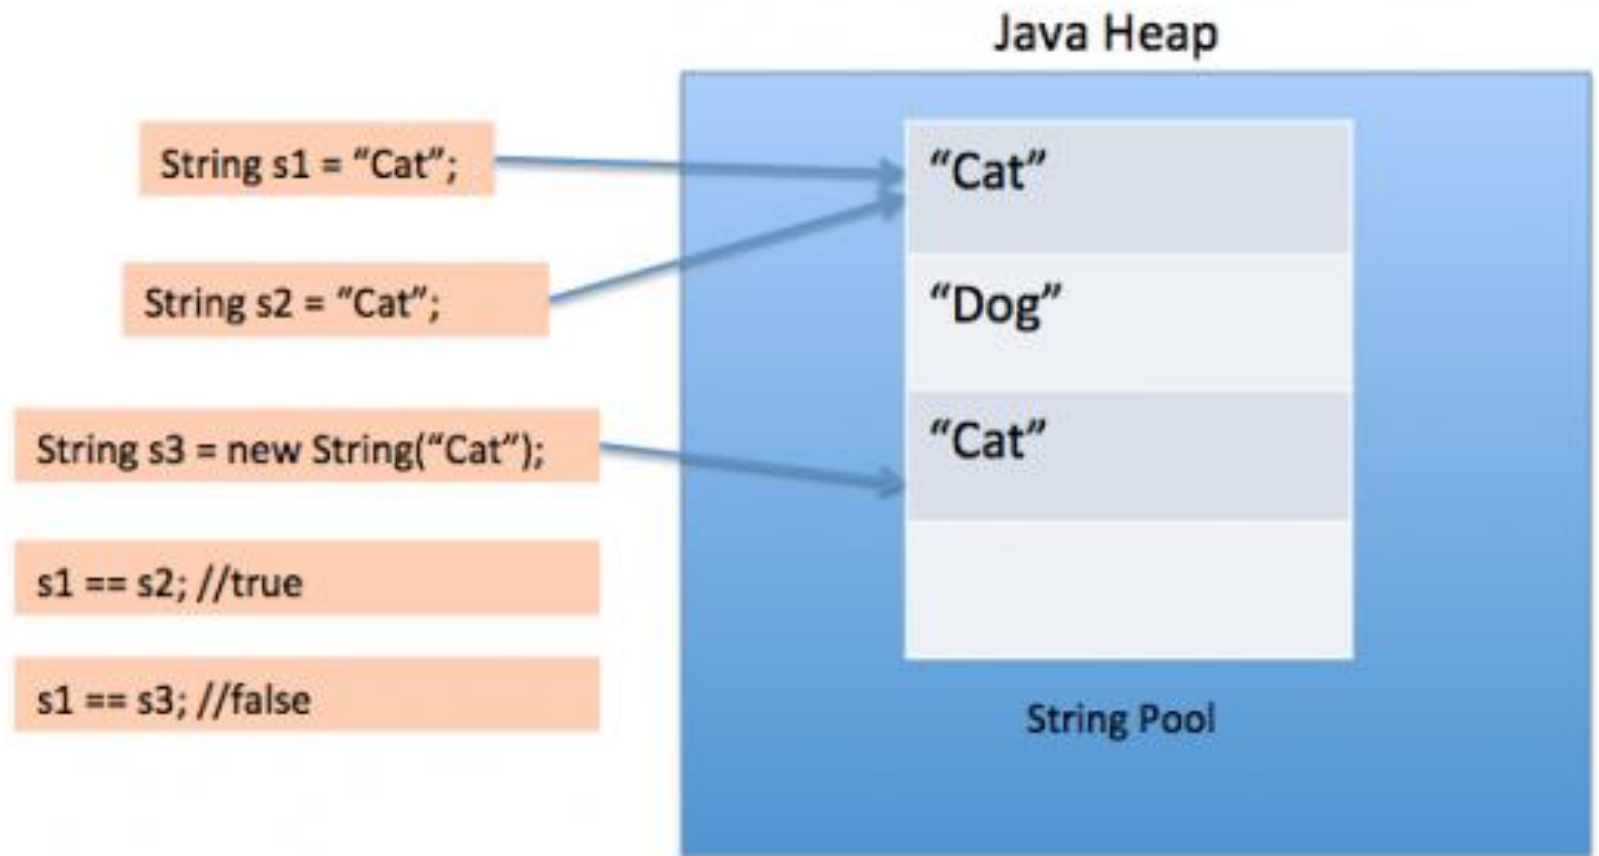 Java Heap
String s1 = “Cat”;
String s2 = “Cat”;
String s3 = new String(“Cat”);
s1 == s2; //true
s1 == s3; //false
“Cat”
“Dog”
“Cat”
String Pool